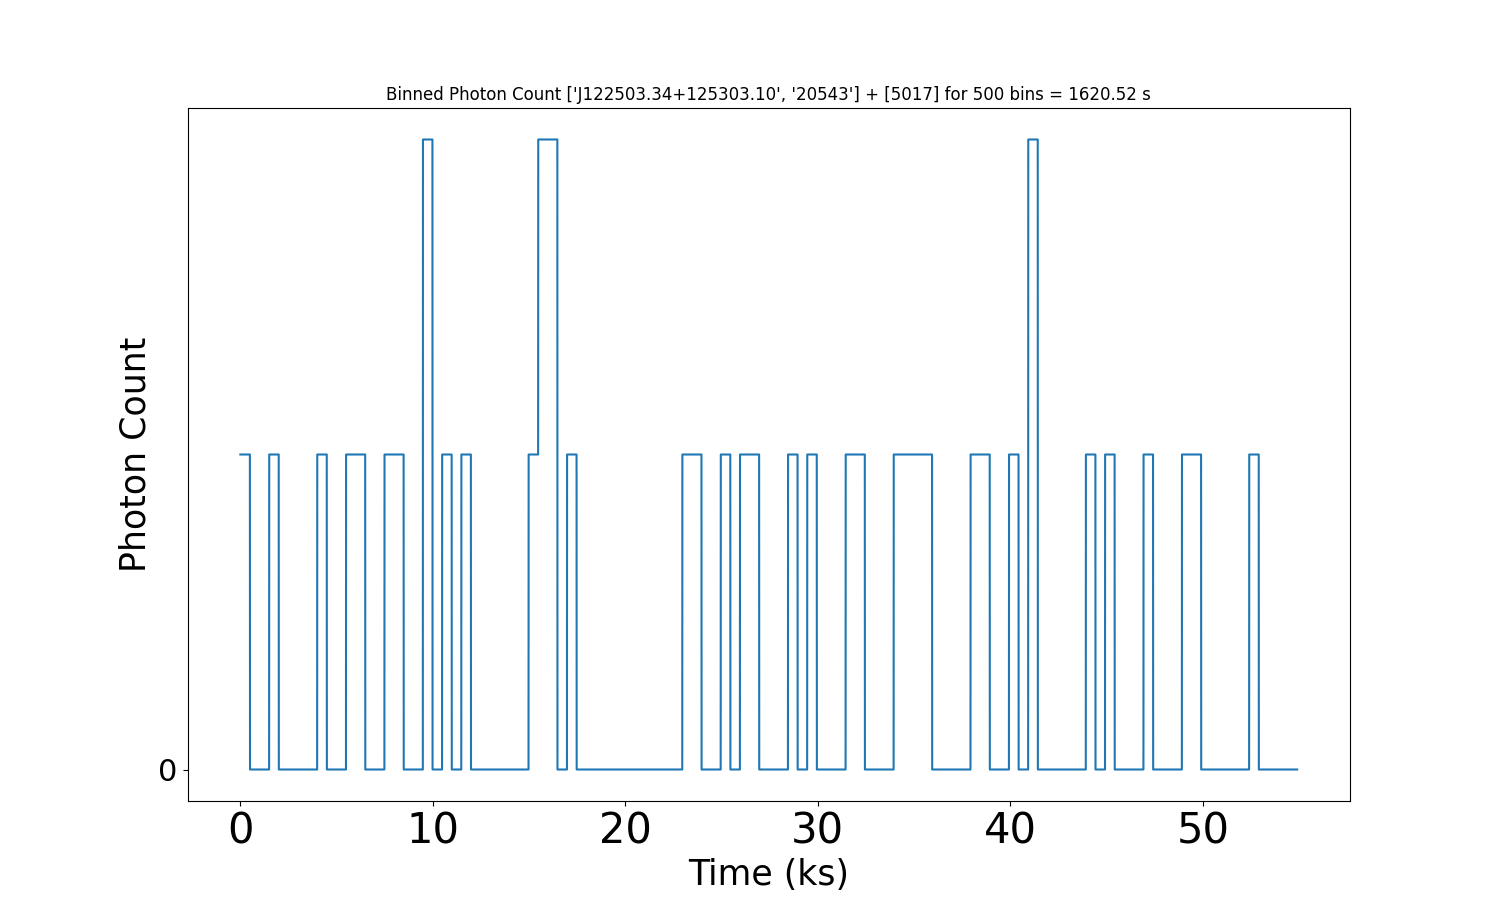 Binned Photon Count ['J122503.34+125303.10', '20543'] + [5017] for 500 bins = 1620.52 s
Photon Count
0
0 10 20 30 40 50
Time (ks)